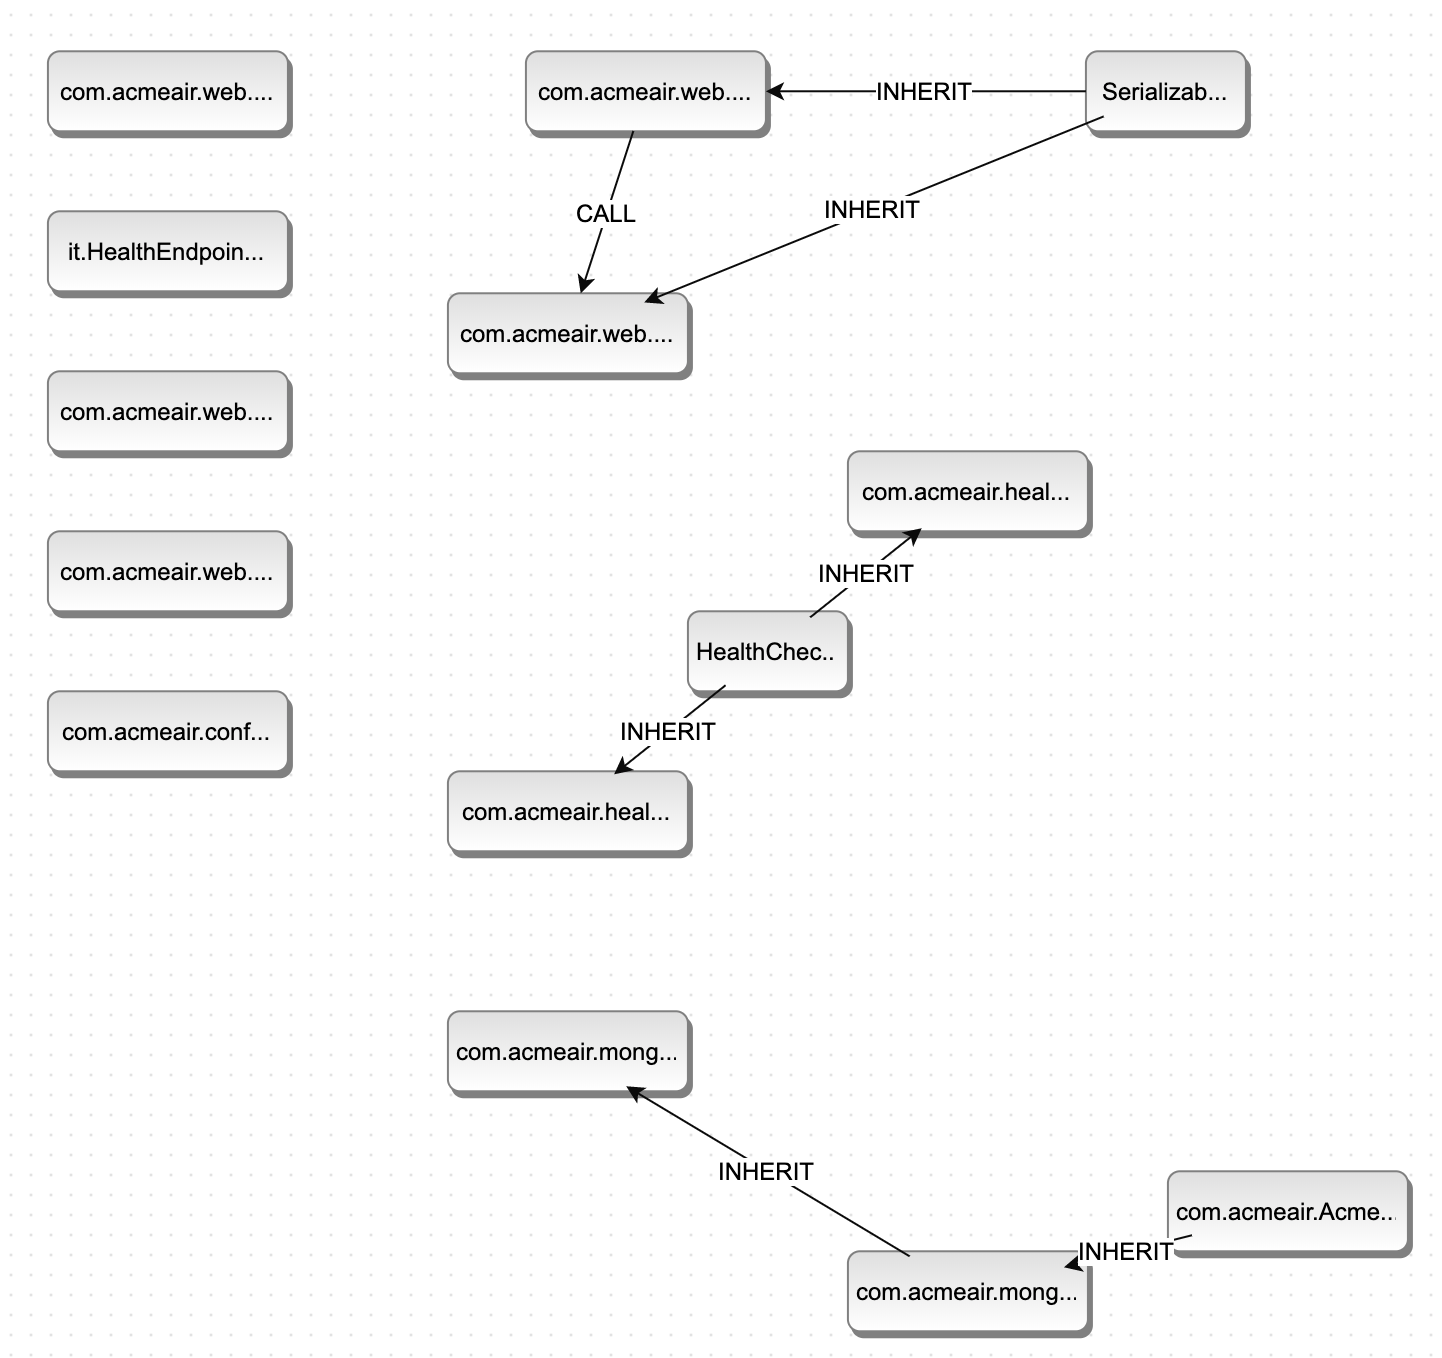 com.acmeair.web....
com.acmeair.web....
INHERIT
Serializab...
it.HealthEndpoin...
CALL
INHERIT
com.acmeair.web....
com.acmeair.web....
com.acmeair.heal...
com.acmeair.web....
INHERIT
HealthChec..
com.acmeair.conf...
INHERIT
com.acmeair.heal...
com.acmeair.mong...
INHERIT
com.acmeair.Acme...
INHERIT
com.acmeair.mong...